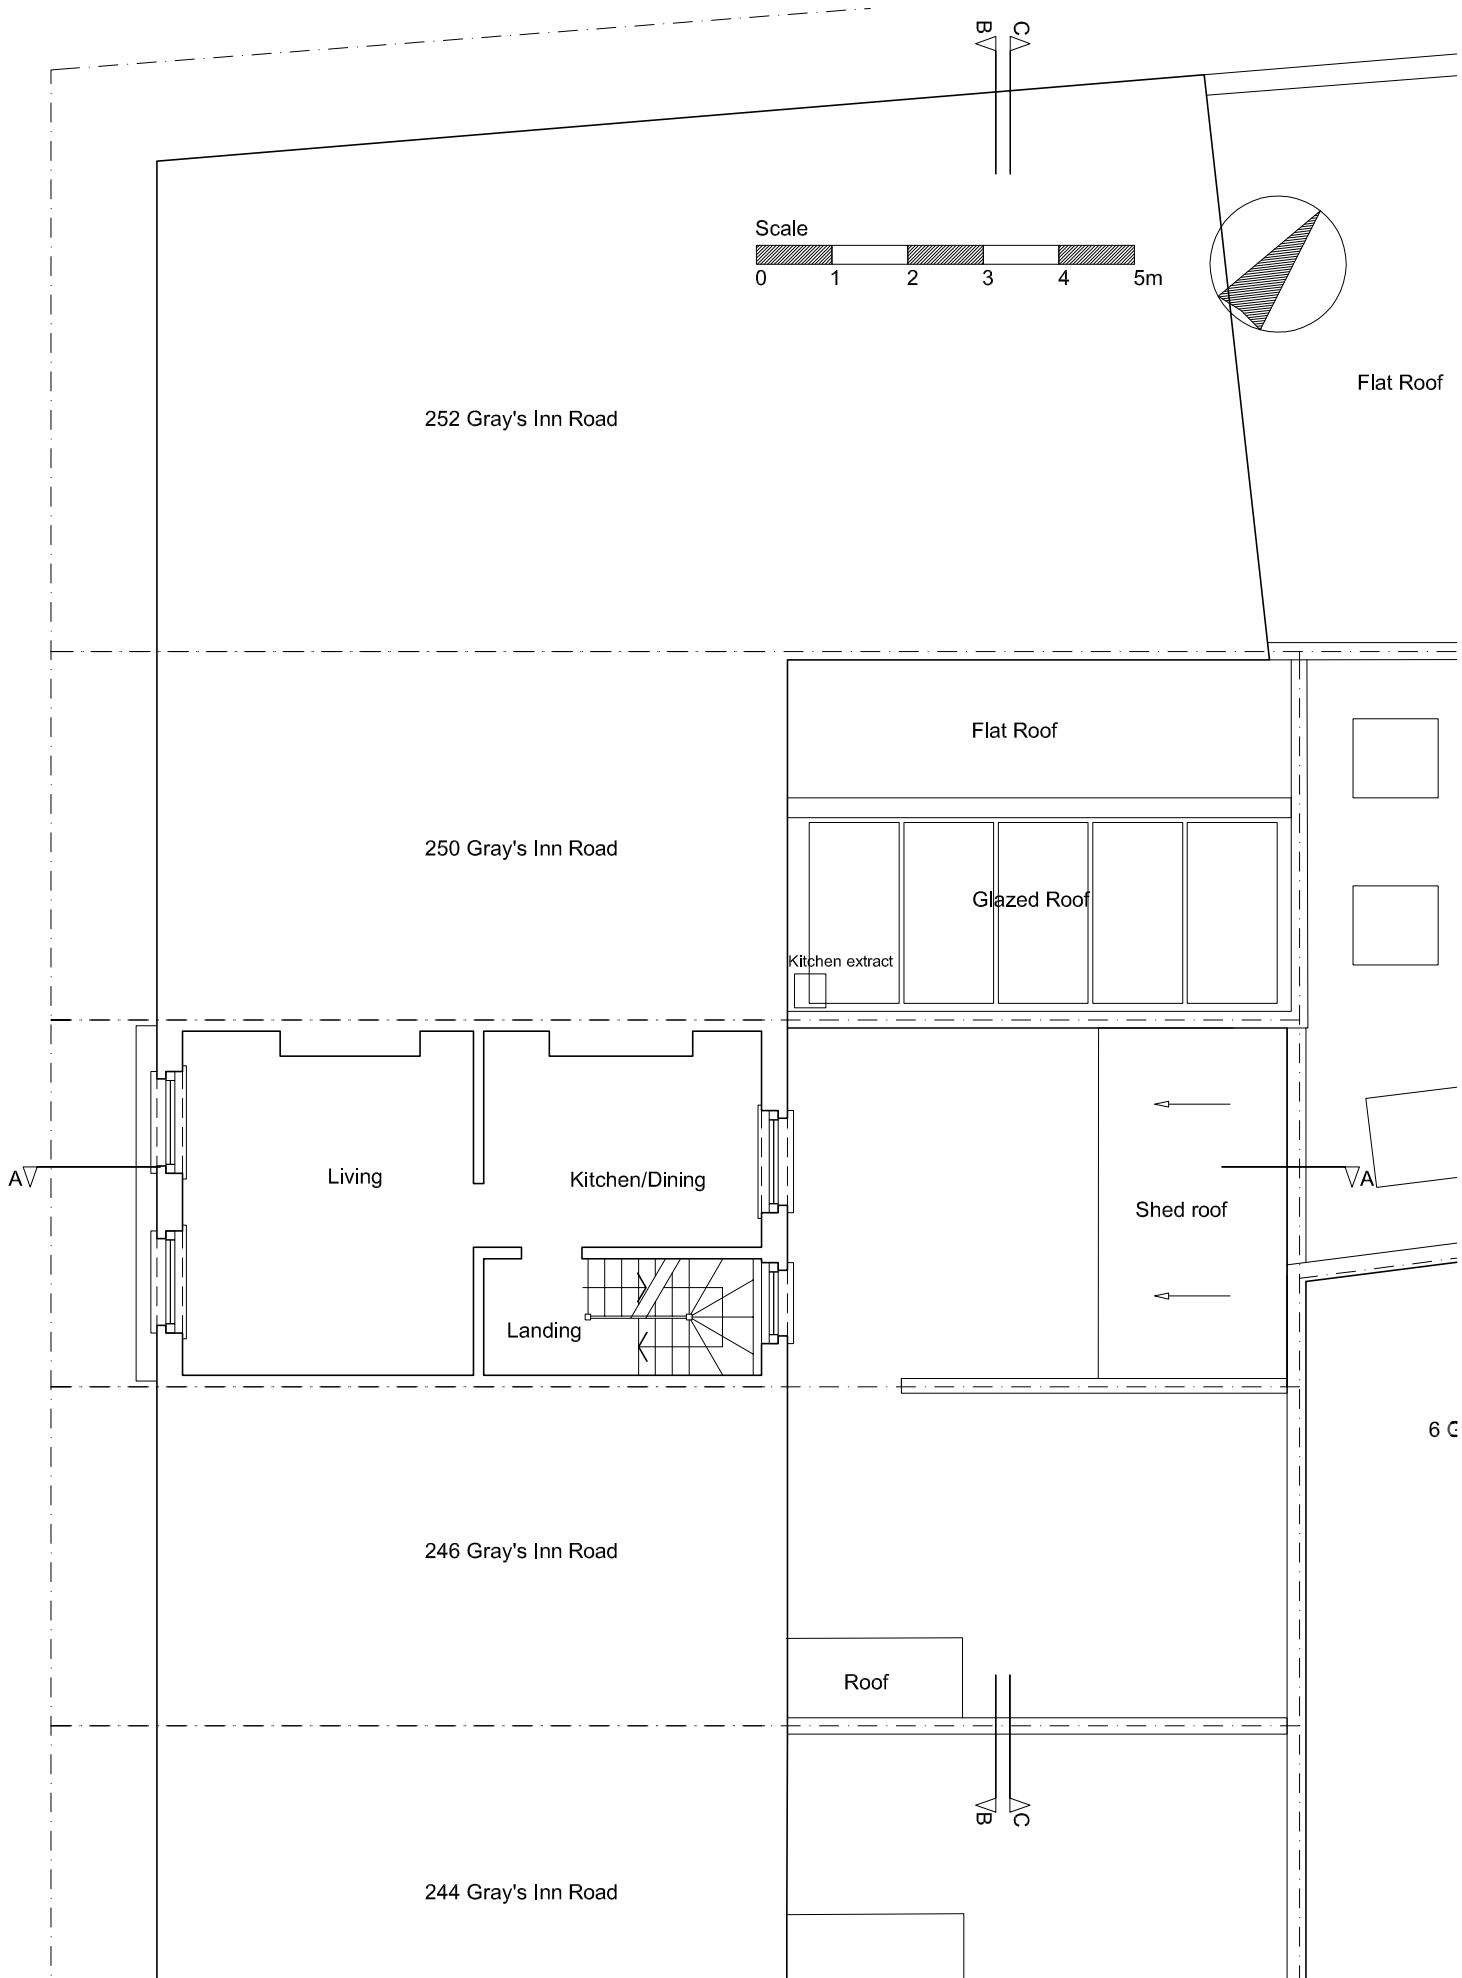 B C
Scale
0 1 2 3 4 5m
Flat Roof
252 Gray's Inn Road
Flat Roof
250 Gray's Inn Road
Glazed Roof
Kitchen extract
A
Living
Kitchen/Dining
A
Shed roof
Landing
6 G
246 Gray's Inn Road
Roof
B C
244 Gray's Inn Road